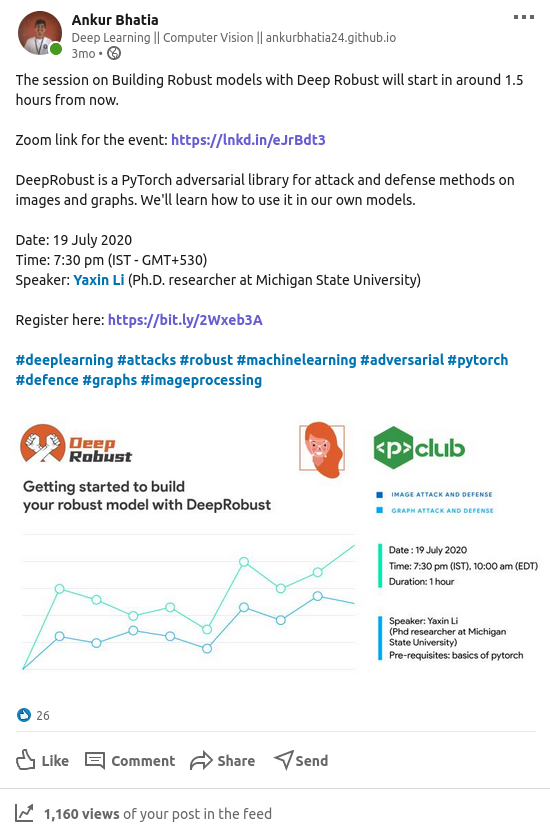 Ankur Bhatia
Deep Learning || Computer Vision || ankurbhatia24.github.io
3mo •
The session on Building Robust models with Deep Robust will start in around 1.5
hours from now.
Zoom link for the event: https://lnkd.in/eJrBdt3
DeepRobust is a PyTorch adversarial library for attack and defense methods on
images and graphs. We'll learn how to use it in our own models.
Date: 19 July 2020
Time: 7:30 pm (IST - GMT+530)
Speaker: Yaxin Li (Ph.D. researcher at Michigan State University)
Register here: https://bit.ly/2Wxeb3A
#deeplearning #attacks #robust #machinelearning #adversarial #pytorch
#defence #graphs #imageprocessing
Deep
Robust
<p>club
Getting started to build
your robust model with DeepRobust
IMAGE ATTACK AND DEFENSE
GRAPH ATTACK AND DEFENSE
Date : 19 July 2020
Time: 7:30 pm (IST), 10:00 am (EDT)
Duration: 1 hour
Speaker: Yaxin Li
(Phd researcher at Michigan
State University)
Pre-requisites: basics of pytorch
26
Like Comment Share Send
1,160 views of your post in the feed